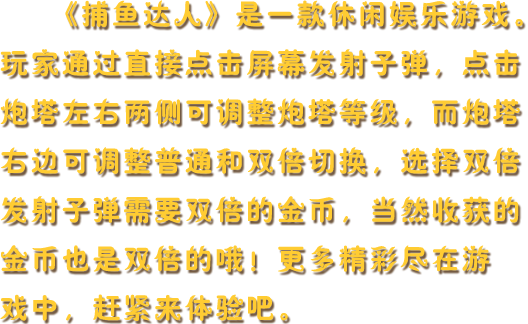 《捕鱼达人》是一款休闲娱乐游戏。
玩家通过直接点击屏幕发射子弹，点击
炮塔左右两侧可调整炮塔等级，而炮塔
右边可调整普通和双倍切换，选择双倍
发射子弹需要双倍的金币，当然收获的
金币也是双倍的哦！更多精彩尽在游
戏中，赶紧来体验吧。